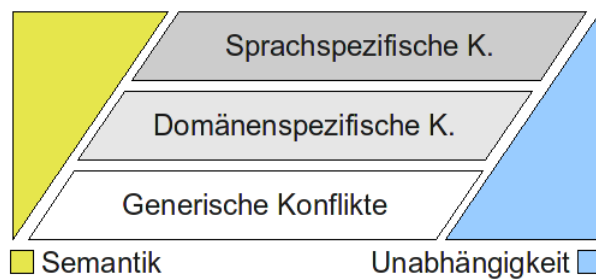 Sprachspezifische K.
Domänenspezifische K.
Generische Konflikte
Semantik
Unabhängigkeit